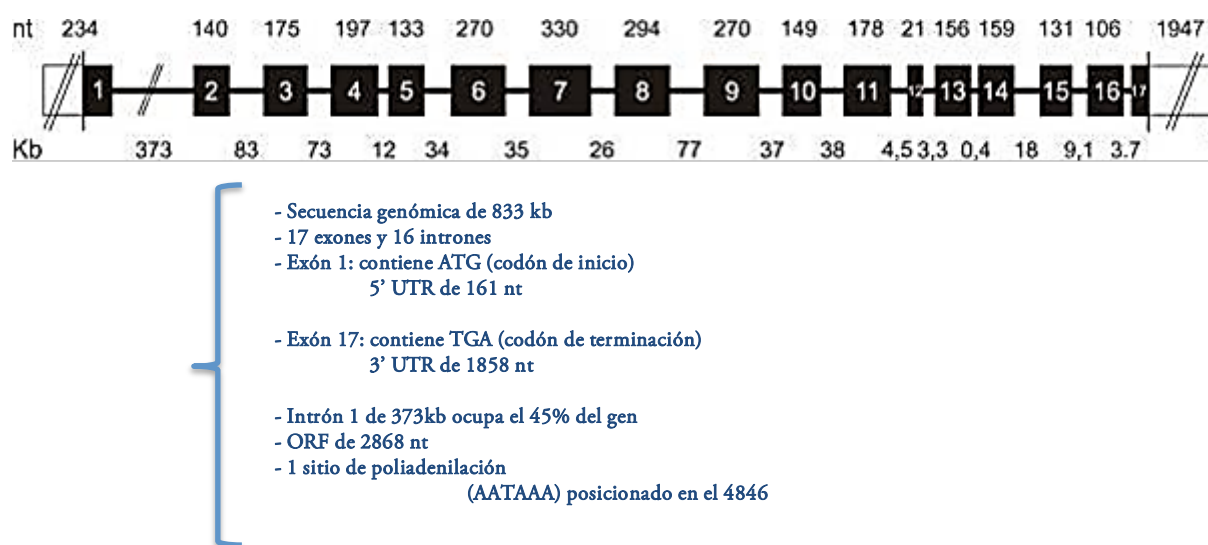 nt 234 140 175 197 133 270 330 294 270 149 178 21 156 159 131 106 1947
1 2 3 4 5 6 7 8 9 10 11 12 13 14 15 16 17
Kb 373 83 73 12 34 35 26 77 37 38 4,5 3,3 0,4 18 9,1 3.7
- Secuencia genómica de 833 kb
- 17 exones y 16 intrones
- Exón 1: contiene ATG (codón de inicio)
5’ UTR de 161 nt
- Exón 17: contiene TGA (codón de terminación)
3’ UTR de 1858 nt
- Intrón 1 de 373kb ocupa el 45% del gen
- ORF de 2868 nt
- 1 sitio de poliadenilación
(AATAAA) posicionado en el 4846